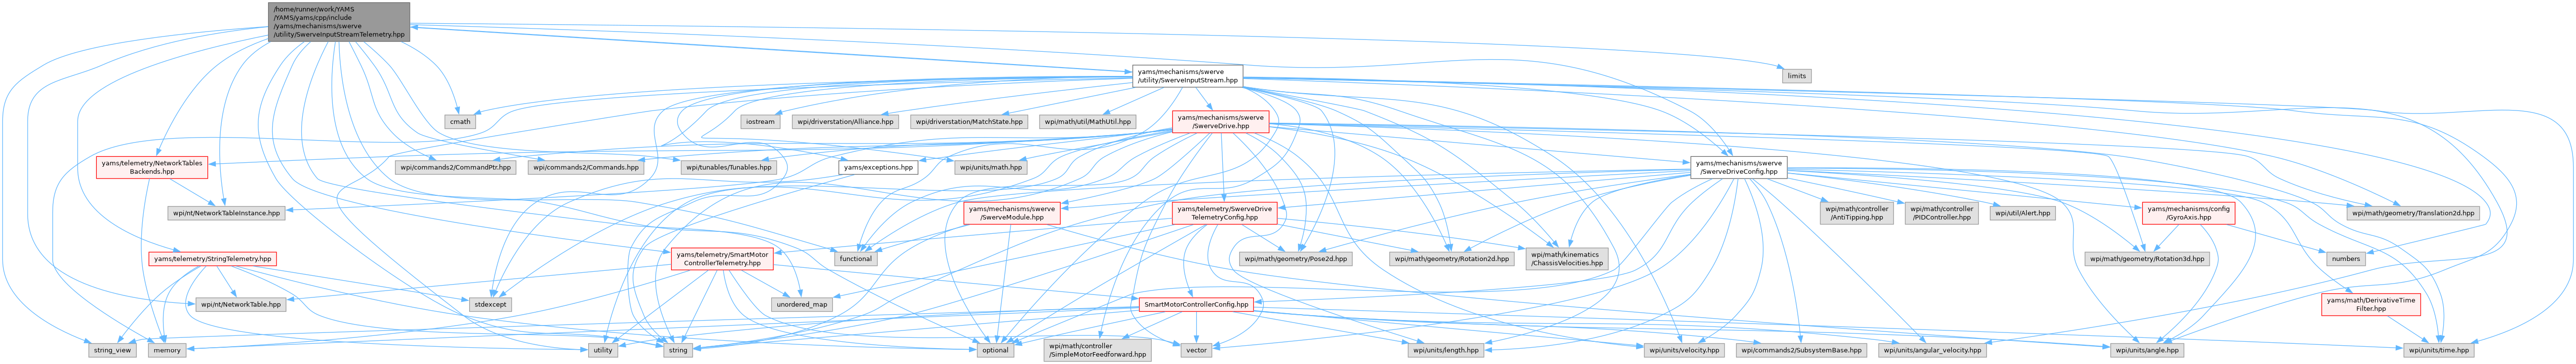 /home/runner/work/YAMS
/YAMS/yams/cpp/include
/yams/mechanisms/swerve
/utility/SwerveInputStreamTelemetry.hpp
yams/mechanisms/swerve
/utility/SwerveInputStream.hpp
limits
cmath
iostream
wpi/driverstation/Alliance.hpp
wpi/driverstation/MatchState.hpp
wpi/math/util/MathUtil.hpp
yams/mechanisms/swerve
/SwerveDrive.hpp
yams/telemetry/NetworkTables
Backends.hpp
wpi/commands2/CommandPtr.hpp
wpi/commands2/Commands.hpp
wpi/tunables/Tunables.hpp
yams/exceptions.hpp
wpi/units/math.hpp
yams/mechanisms/swerve
/SwerveDriveConfig.hpp
wpi/nt/NetworkTableInstance.hpp
yams/mechanisms/swerve
/SwerveModule.hpp
yams/telemetry/SwerveDrive
TelemetryConfig.hpp
wpi/math/controller
/AntiTipping.hpp
wpi/math/controller
/PIDController.hpp
wpi/util/Alert.hpp
yams/mechanisms/config
/GyroAxis.hpp
wpi/math/geometry/Translation2d.hpp
yams/telemetry/StringTelemetry.hpp
yams/telemetry/SmartMotor
ControllerTelemetry.hpp
functional
wpi/math/geometry/Pose2d.hpp
wpi/math/geometry/Rotation2d.hpp
wpi/math/kinematics
/ChassisVelocities.hpp
wpi/math/geometry/Rotation3d.hpp
numbers
wpi/nt/NetworkTable.hpp
stdexcept
unordered_map
SmartMotorControllerConfig.hpp
yams/math/DerivativeTime
Filter.hpp
string_view
memory
utility
string
optional
wpi/math/controller
/SimpleMotorFeedforward.hpp
vector
wpi/units/length.hpp
wpi/units/velocity.hpp
wpi/commands2/SubsystemBase.hpp
wpi/units/angular_velocity.hpp
wpi/units/angle.hpp
wpi/units/time.hpp